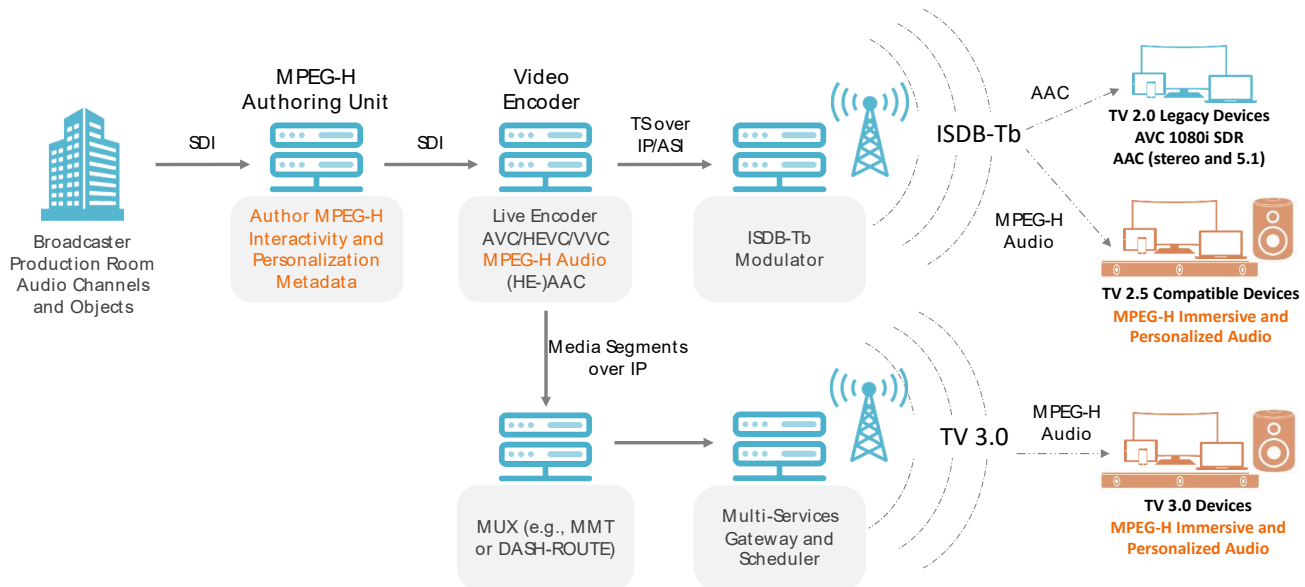 MPEG-H
Authoring Unit
Video
Encoder
SDI
SDI
TS over
IP/ASI
ISDB-Tb
AAC
MPEG-H
Audio
TV 2.0 Legacy Devices
AVC 1080i SDR
AAC (stereo and 5.1)
Broadcaster
Production Room
Audio Channels
and Objects
Author MPEG-H
Interactivity and
Personalization
Metadata
Live Encoder
AVC/HEVC/VVC
MPEG-H Audio
(HE-)AAC
ISDB-Tb
Modulator
TV 2.5 Compatible Devices
MPEG-H Immersive and
Personalized Audio
Media Segments
over IP
TV 3.0
MPEG-H
Audio
MUX (e.g., MMT
or DASH-ROUTE)
Multi-Services
Gateway and
Scheduler
TV 3.0 Devices
MPEG-H Immersive and
Personalized Audio